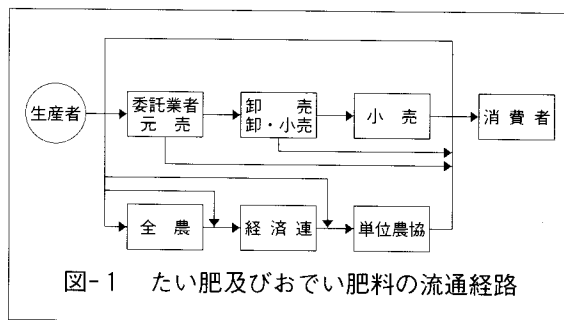 生産者
委託業者
元売
卸売
卸・小売
小売
消費者
全農
経済連
単位農協
図-1 たい肥及びおでい肥料の流通経路